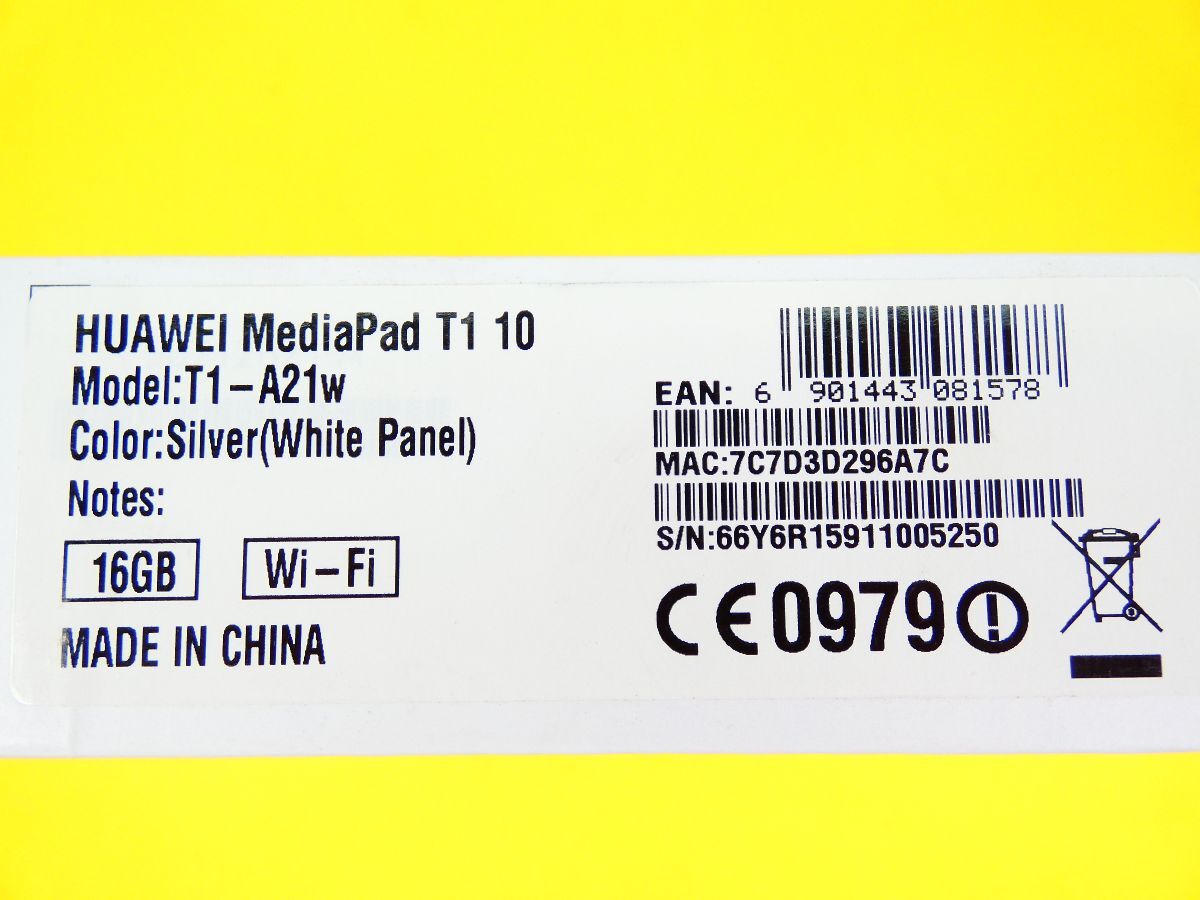 HUAWEI MediaPad T1 10
Model:T1-A21w
Color:Silver(White Panel)
Notes:
16GB Wi-Fi
MADE IN CHINA
EAN: 6 901443 081578
MAC:7C7D3D296A7C
S/N:66Y6R15911005250
CE0979